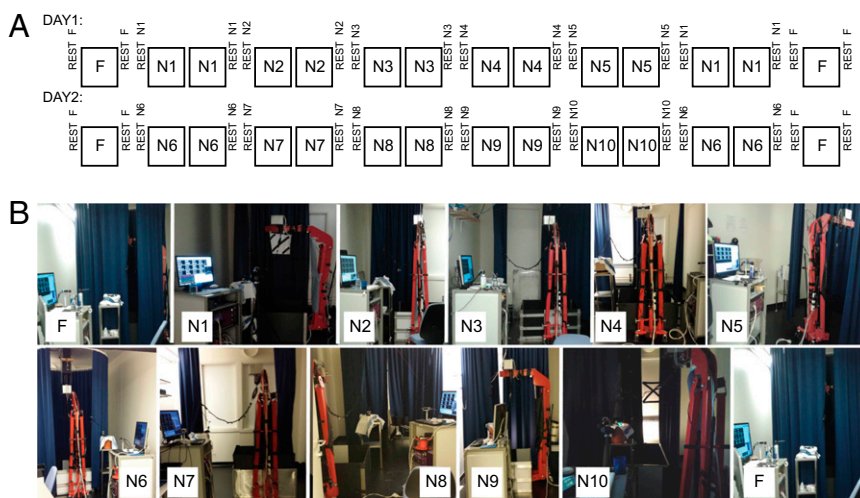 A
DAY1:
REST F F REST F REST N1 N1 N1 REST N1 REST N2 N2 N2 REST N2 REST N3 N3 N3 REST N3 REST N4 N4 N4 REST N4 REST N5 N5 N5 REST N5 REST N1 N1 N1 REST N1 REST F F REST F
DAY2:
REST F F REST F REST N6 N6 N6 REST N6 REST N7 N7 N7 REST N7 REST N8 N8 N8 REST N8 REST N9 N9 N9 REST N9 REST N10 N10 N10 REST N10 REST N6 N6 N6 REST N6 REST F F REST F
B
F N1 N2 N3 N4 N5
N6 N7 N8 N9 N10 F